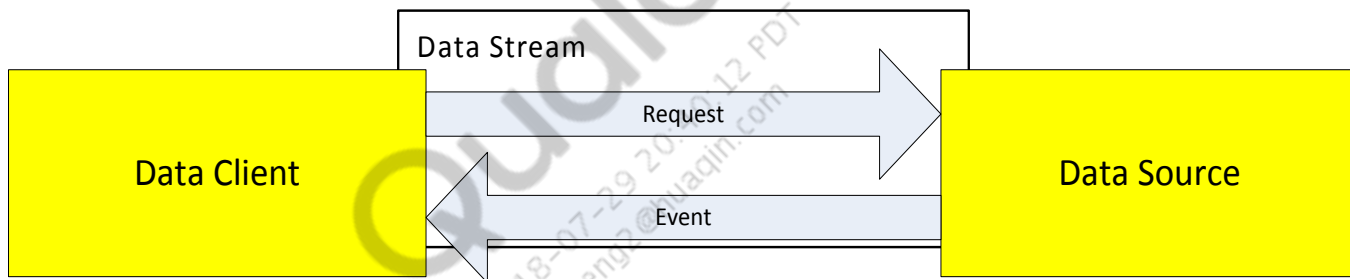 Data Stream
Request
Data Client
Data Source
Event